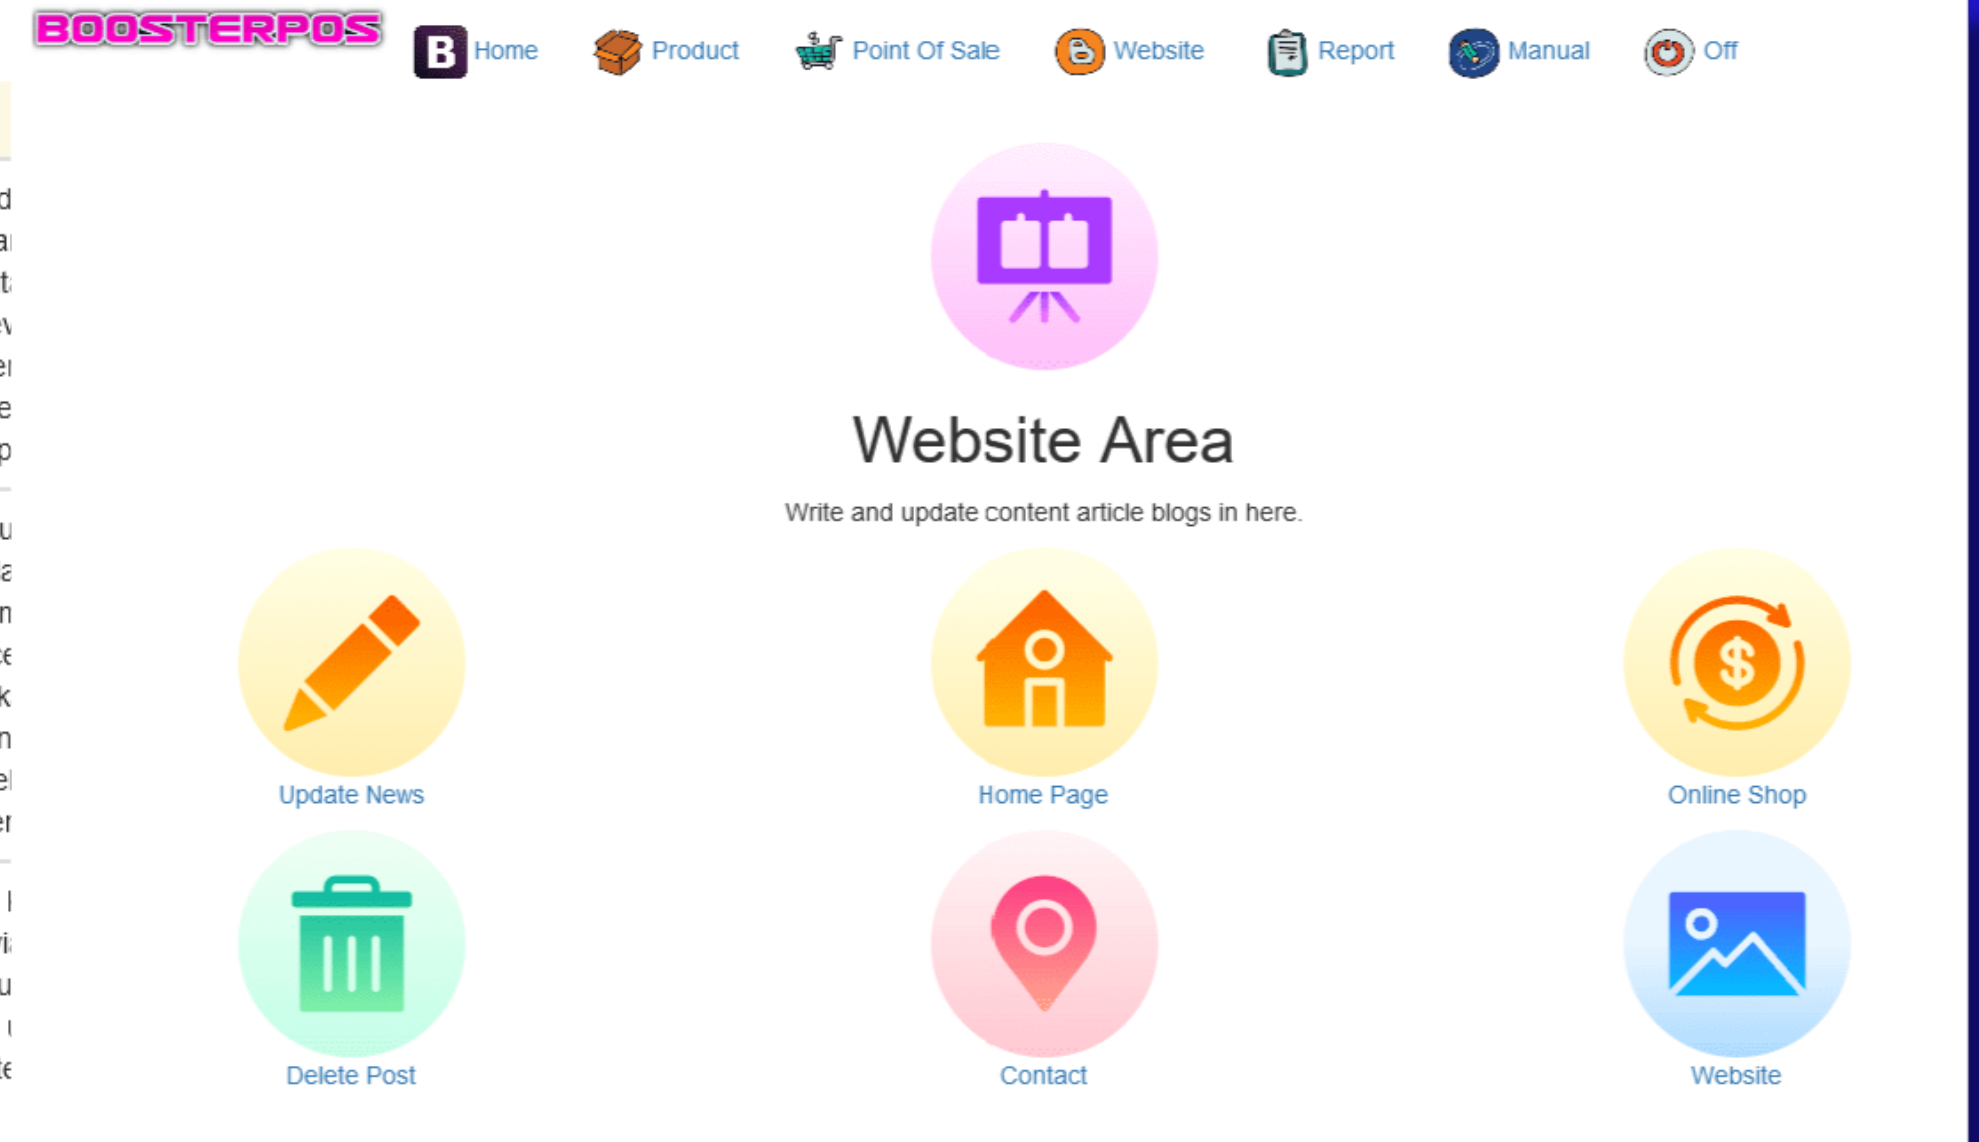 BOOSTERPOS
Home Product Point Of Sale Website Report Manual Off
Website Area
Write and update content article blogs in here.
Update News Home Page Online Shop
Delete Post Contact Website